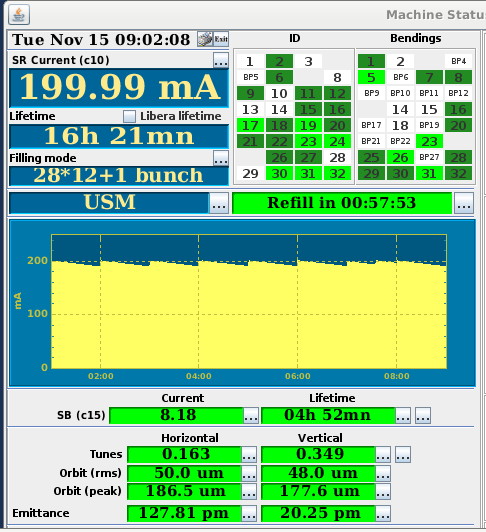 Machine Statu
Tue Nov 15 09:02:08 Exit
SR Current (c10) ...
199.99 mA
Lifetime Libera lifetime
16h 21mn
Filling mode ...
28*12+1 bunch
ID
1 2 3
BP5 6 8
9 10 11 12
13 14 15 16
17 18 19 20
21 22 23 24
26 27 28
29 30 31 32
Bendings
1 2 BP4
5 BP6 7 8
BP9 BP10 BP11 BP12
14 15 16
BP17 18 BP19 20
BP21 BP22 23
25 26 BP27 28
29 30 31 32
USM ... Refill in 00:57:53 ...
200
mA
100
0
02:00 04:00 06:00 08:00
Current Lifetime
SB (c15) 8.18 ... 04h 52mn ... ...
Horizontal Vertical
Tunes 0.163 ... 0.349 ... ...
Orbit (rms) 50.0 um ... 48.0 um ...
Orbit (peak) 186.5 um ... 177.6 um ...
Emittance 127.81 pm ... 20.25 pm ...